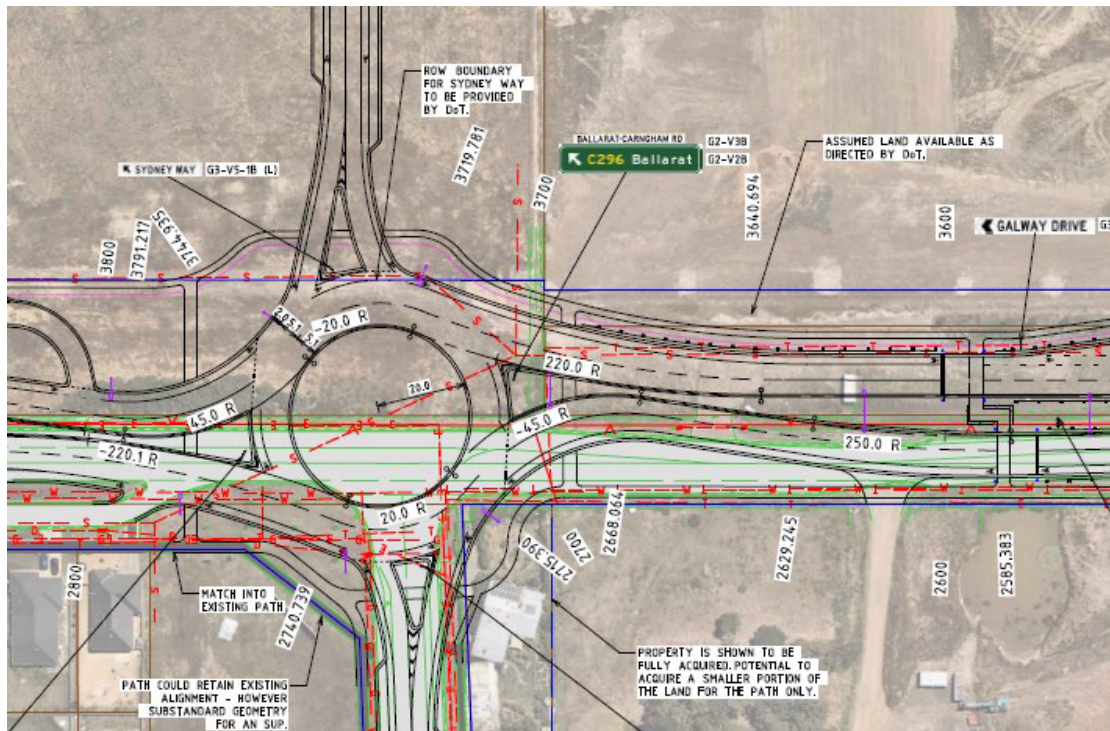 ROW BOUNDARY
FOR SYDNEY WAY
TO BE PROVIDED
BY DoT.
3719.781
BALLARAT-CARNGHAM RD
C296 Ballarat
G2-V3B
G2-V2B
ASSUMED LAND AVAILABLE AS
DIRECTED BY DoT.
SYDNEY WAY
G3-V5-1B (L)
3700
3640.694
3600
GALWAY DRIVE
G3
3800
3791.217
3744.935
205.1 S.1
-20.0 R
20.0
220.0 R
45.0 R
-45.0 R
-220.1 R
250.0 R
20.0 R
2668.064
2700
2715.390
2629.245
2600
2585.383
2800
MATCH INTO
EXISTING PATH
2740.739
PATH COULD RETAIN EXISTING
ALIGNMENT - HOWEVER
SUBSTANDARD GEOMETRY
FOR AN SUP.
PROPERTY IS SHOWN TO BE
FULLY ACQUIRED.POTENTIAL TO
ACQUIRE A SMALLER PORTION OF
THE LAND FOR THE PATH ONLY.